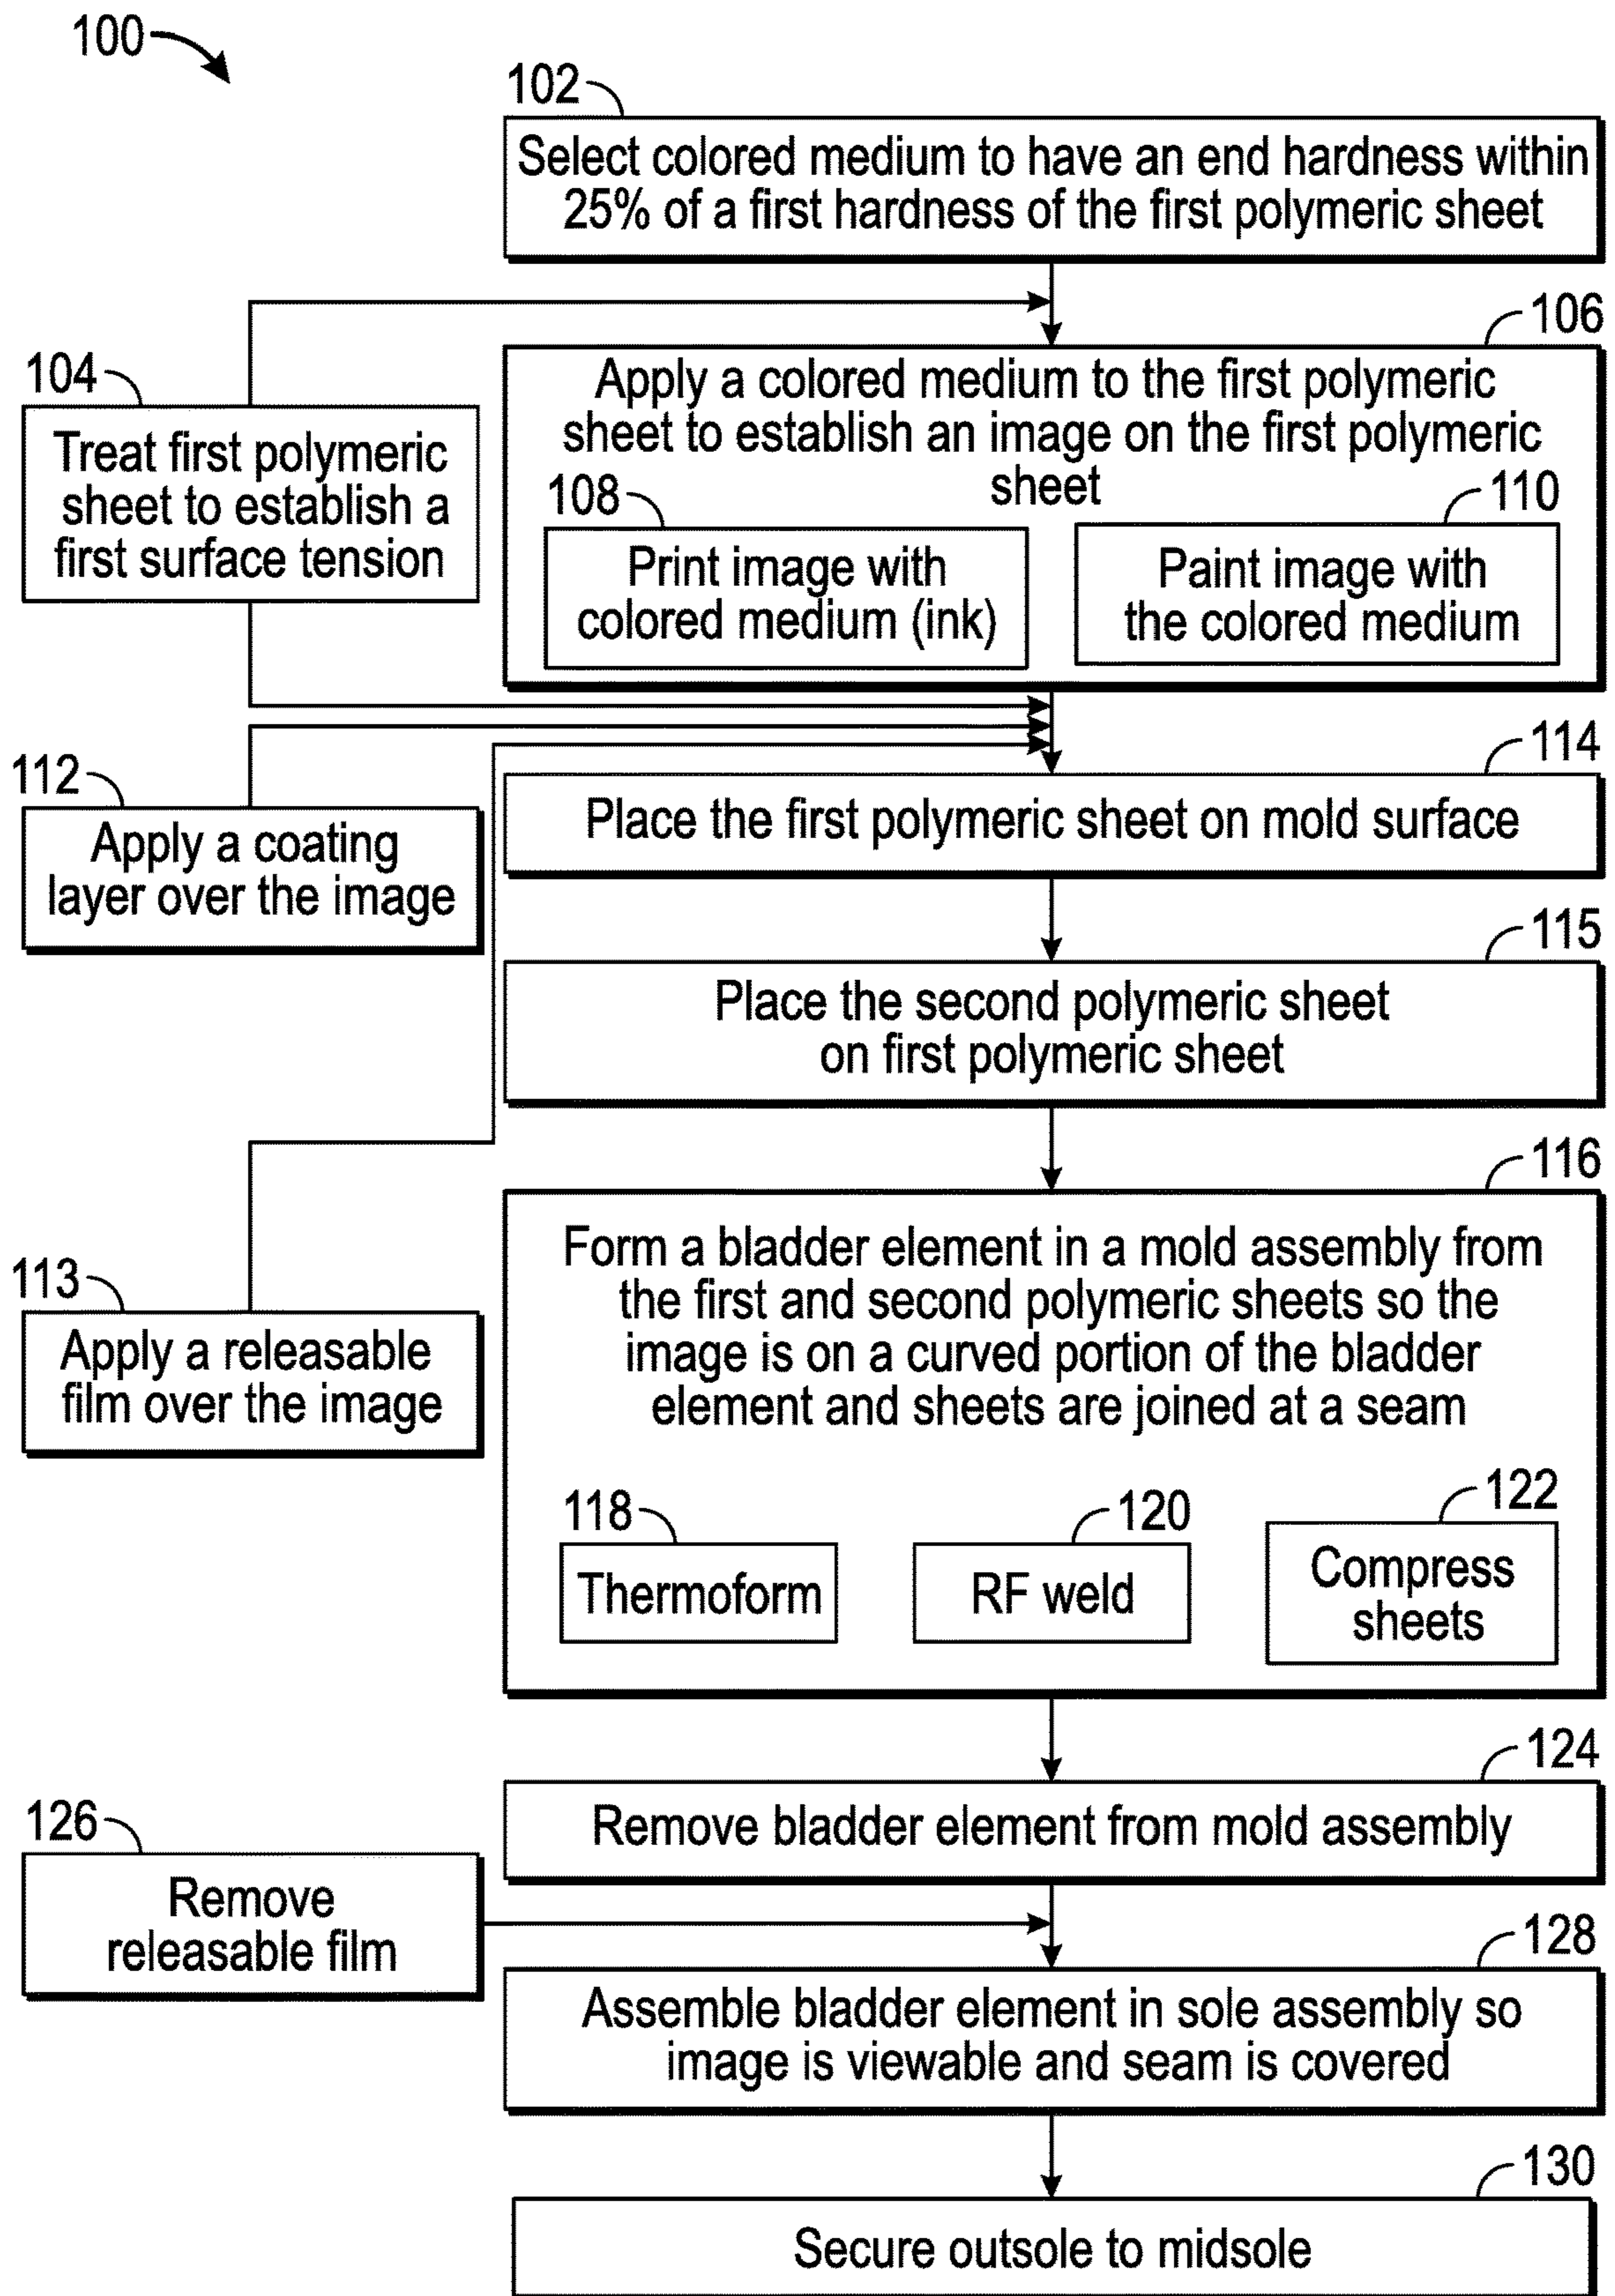 100
102
Select colored medium to have an end hardness within
25% of a first hardness of the first polymeric sheet
106
Apply a colored medium to the first polymeric
sheet to establish an image on the first polymeric
sheet
104
Treat first polymeric
sheet to establish a
first surface tension
108
Print image with
colored medium (ink)
110
Paint image with
the colored medium
112
Apply a coating
layer over the image
114
Place the first polymeric sheet on mold surface
115
Place the second polymeric sheet
on first polymeric sheet
113
Apply a releasable
film over the image
116
Form a bladder element in a mold assembly from
the first and second polymeric sheets so the
image is on a curved portion of the bladder
element and sheets are joined at a seam
118
Thermoform
120
RF weld
122
Compress
sheets
124
Remove bladder element from mold assembly
126
Remove
releasable film
128
Assemble bladder element in sole assembly so
image is viewable and seam is covered
130
Secure outsole to midsole